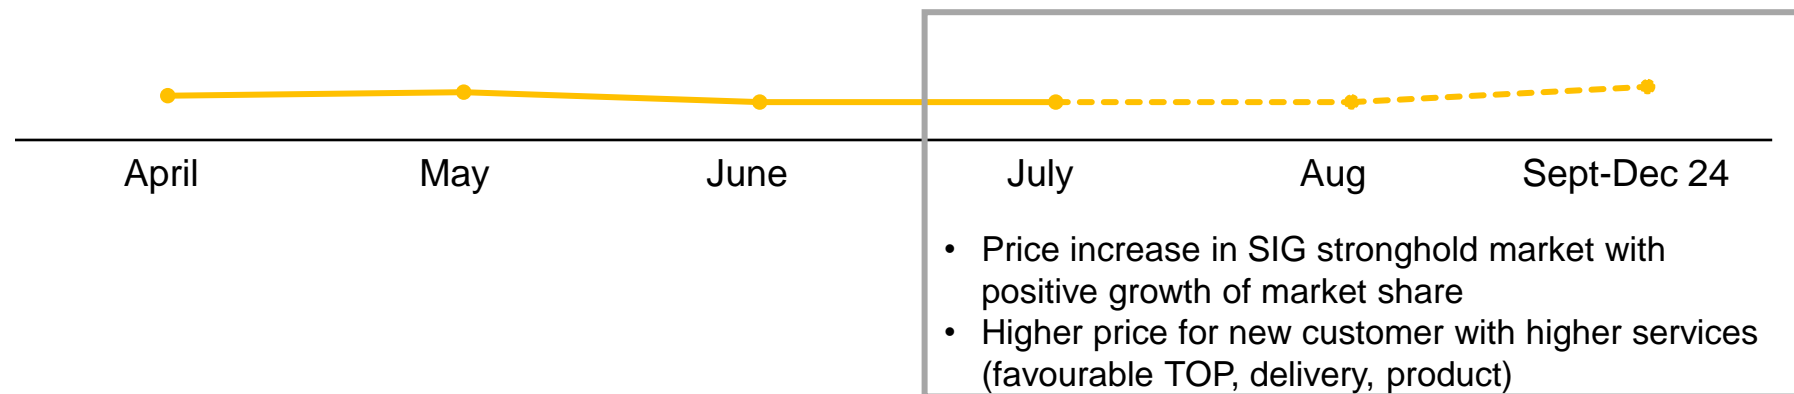 April May June July Aug Sept-Dec 24
• Price increase in SIG stronghold market with
positive growth of market share
• Higher price for new customer with higher services
(favourable TOP, delivery, product)